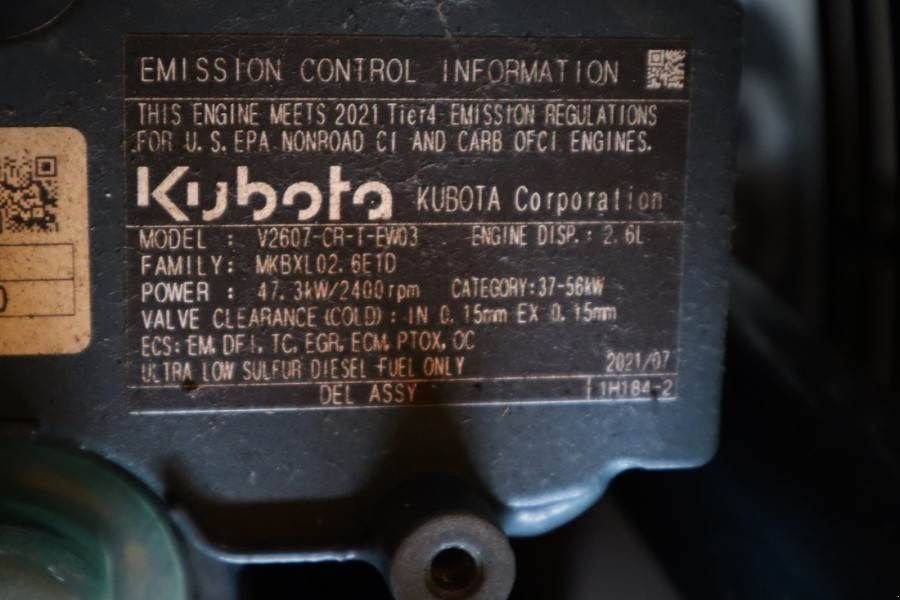 EMISSION CONTROL INFORMATION
THIS ENGINE MEETS 2021 Tier4 EMISSION REGULATIONS
FOR U.S. EPA NONROAD CI AND CARB OFCI ENGINES.
Kubota KUBOTA Corporation
MODEL : V2607-CR-T-EW03 ENGINE DISP.: 2.6L
FAMILY: MKBXL02.6E1D
POWER : 47.3kW/2400rpm CATEGORY:37-56kW
VALVE CLEARANCE(COLD): IN 0.15mm EX 0.15mm
ECS: EM, DFI, TC, EGR, ECM, PTOX, OC
ULTRA LOW SULFUR DIESEL FUEL ONLY 2021/07
DEL ASSY 1H184-2
0